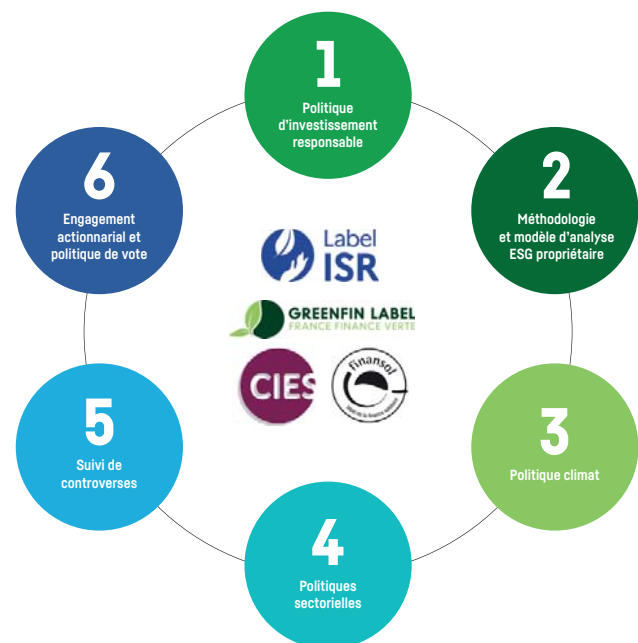 1
Politique
d'investissement
responsable
2
Méthodologie
et modèle d'analyse
ESG propriétaire
3
Politique climat
4
Politiques
sectorielles
5
Suivi de
controverses
6
Engagement
actionnarial et
politique de vote
Label
ISR
GREENFIN LABEL
FRANCE FINANCE VERTE
CIES
finansol